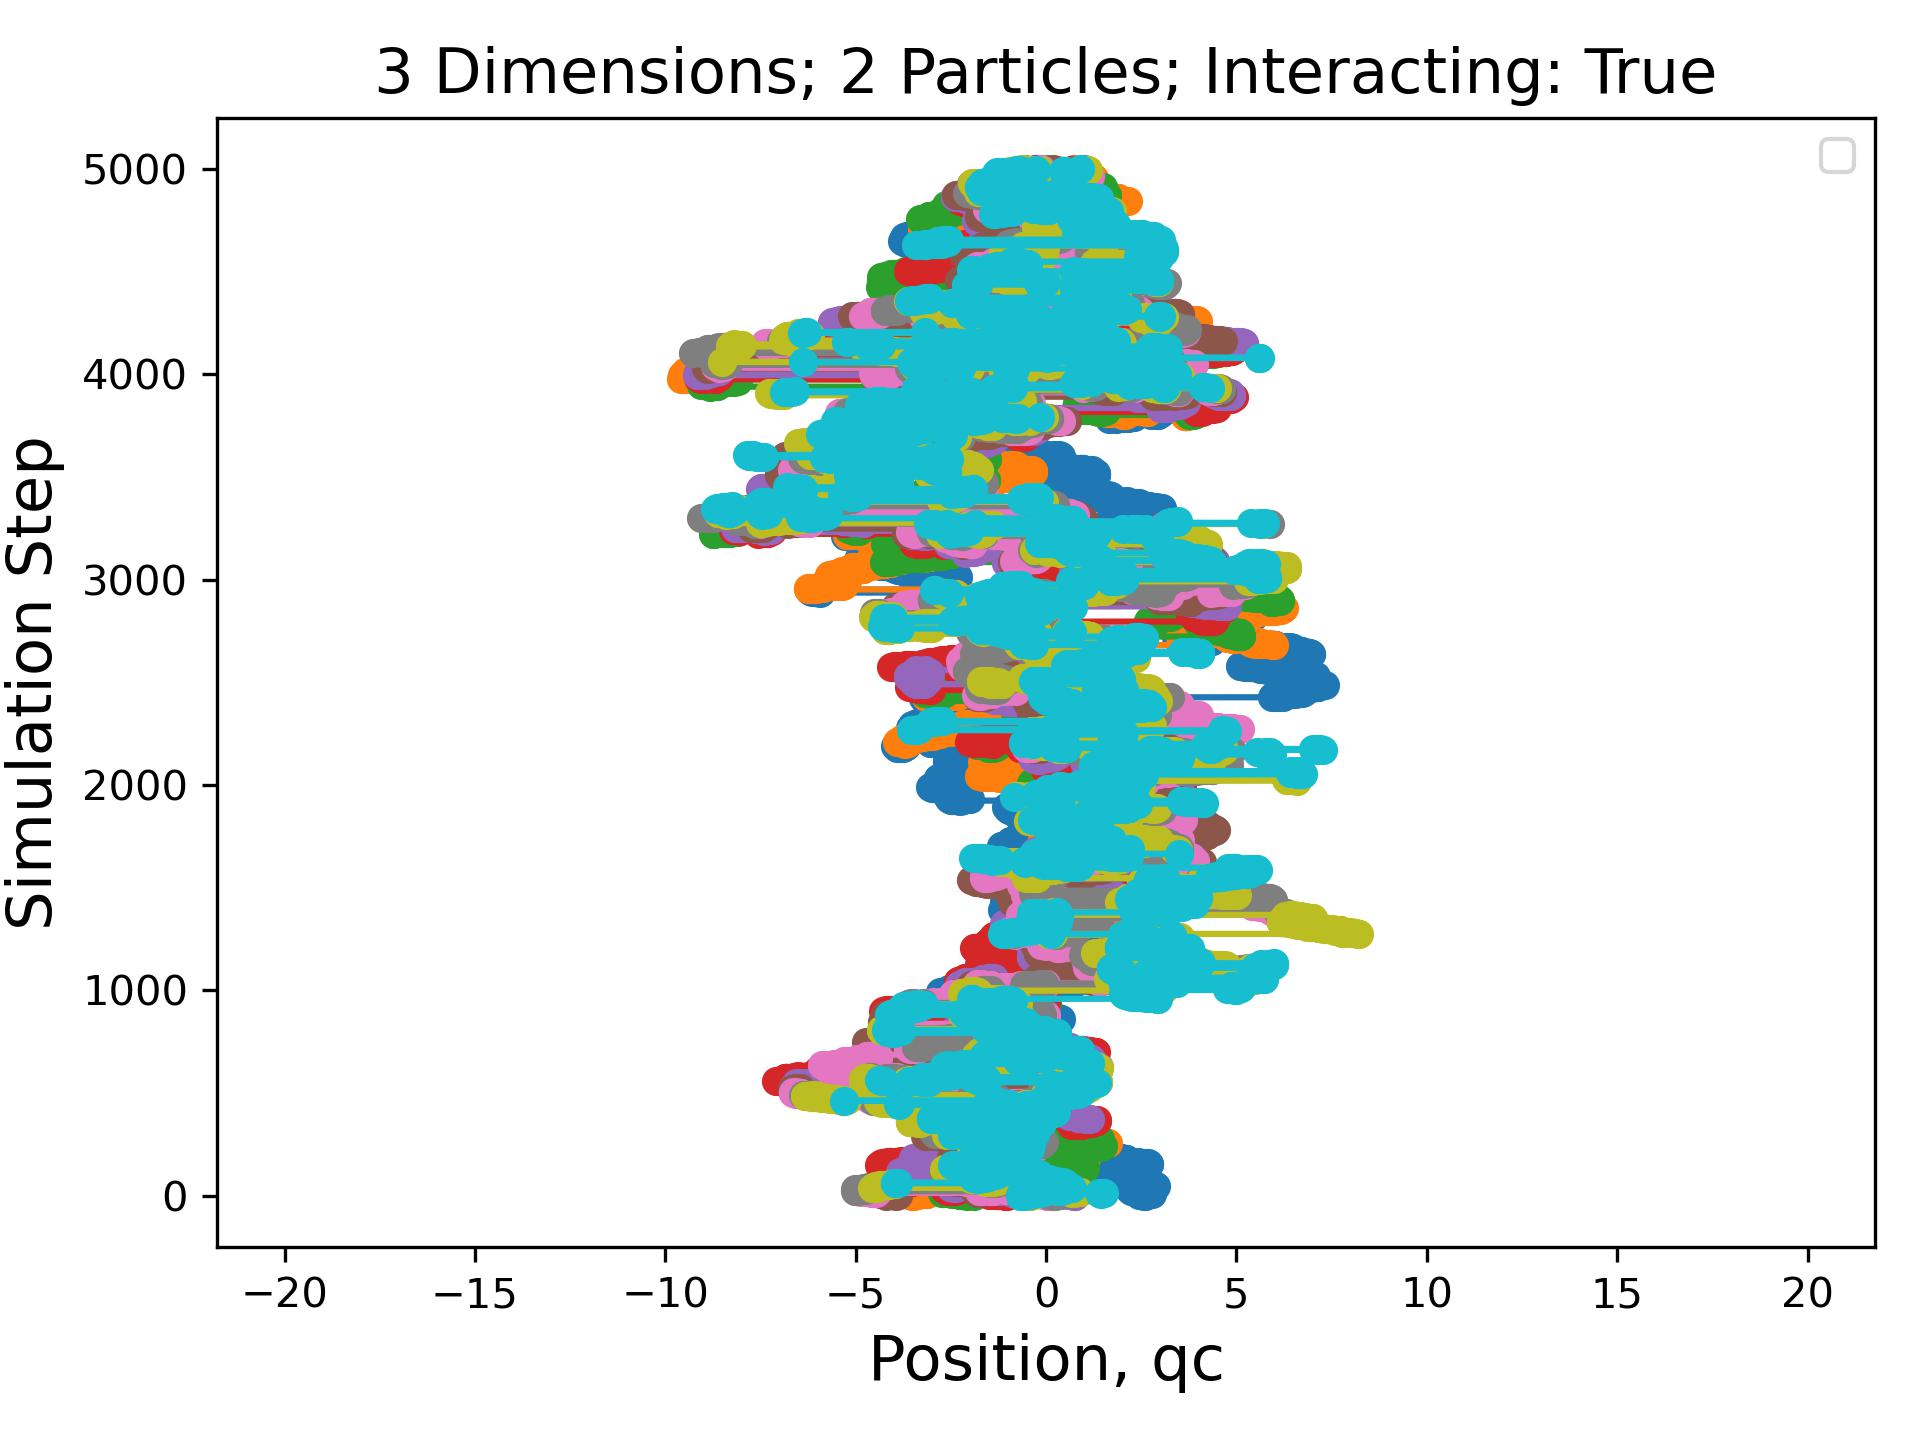 3 Dimensions; 2 Particles; Interacting: True
Simulation Step
5000
4000
3000
2000
1000
0
−20 −15 −10 −5 0 5 10 15 20
Position, qc